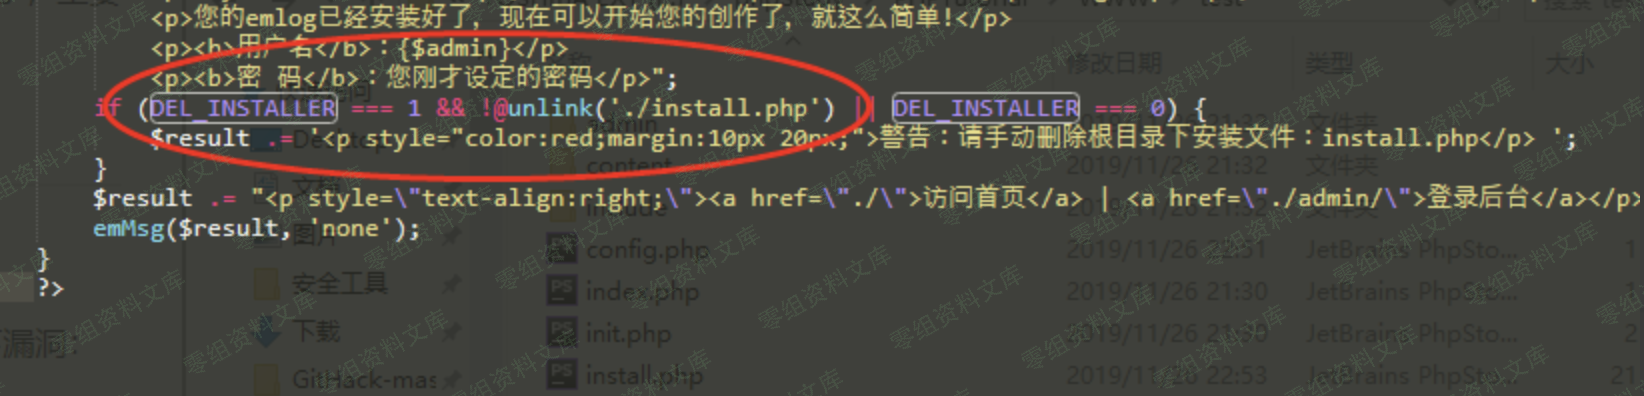 <p>您的emlog已经安装好了，现在可以开始您的创作了，就这么简单!</p>
<p><b>用户名</b>：{$admin}</p>
<p><b>密 码</b>：您刚才设定的密码</p>";
if (DEL_INSTALLER === 1 && !@unlink('./install.php') || DEL_INSTALLER === 0) {
$result .= '<p style="color:red;margin:10px 20px;">警告：请手动删除根目录下安装文件：install.php</p> ';
}
$result .= "<p style=\"text-align:right;\"><a href=\"./\">访问首页</a> | <a href=\"./admin/\">登录后台</a></p>
emMsg($result, 'none');
}
?>
修改日期 类型 大小
admin
content 2019/11/26 21:32 文件夹
include
图片
config.php 2019/11/26 22:51 JetBrains PhpSto...
安全工具
index.php 2019/11/26 21:30 JetBrains PhpSto...
漏洞：
下载
init.php 2019/11/26 21:30 JetBrains PhpSto...
GitHack-mas
install.php 2019/11/26 22:53 JetBrains PhpSto...
零组资料文库